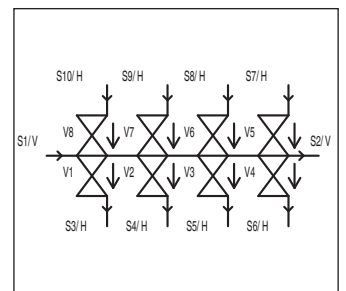 S10/H S9/H S8/H S7/H
V8 V7 V6 V5
S1/V S2/V
V1 V2 V3 V4
S3/H S4/H S5/H S6/H